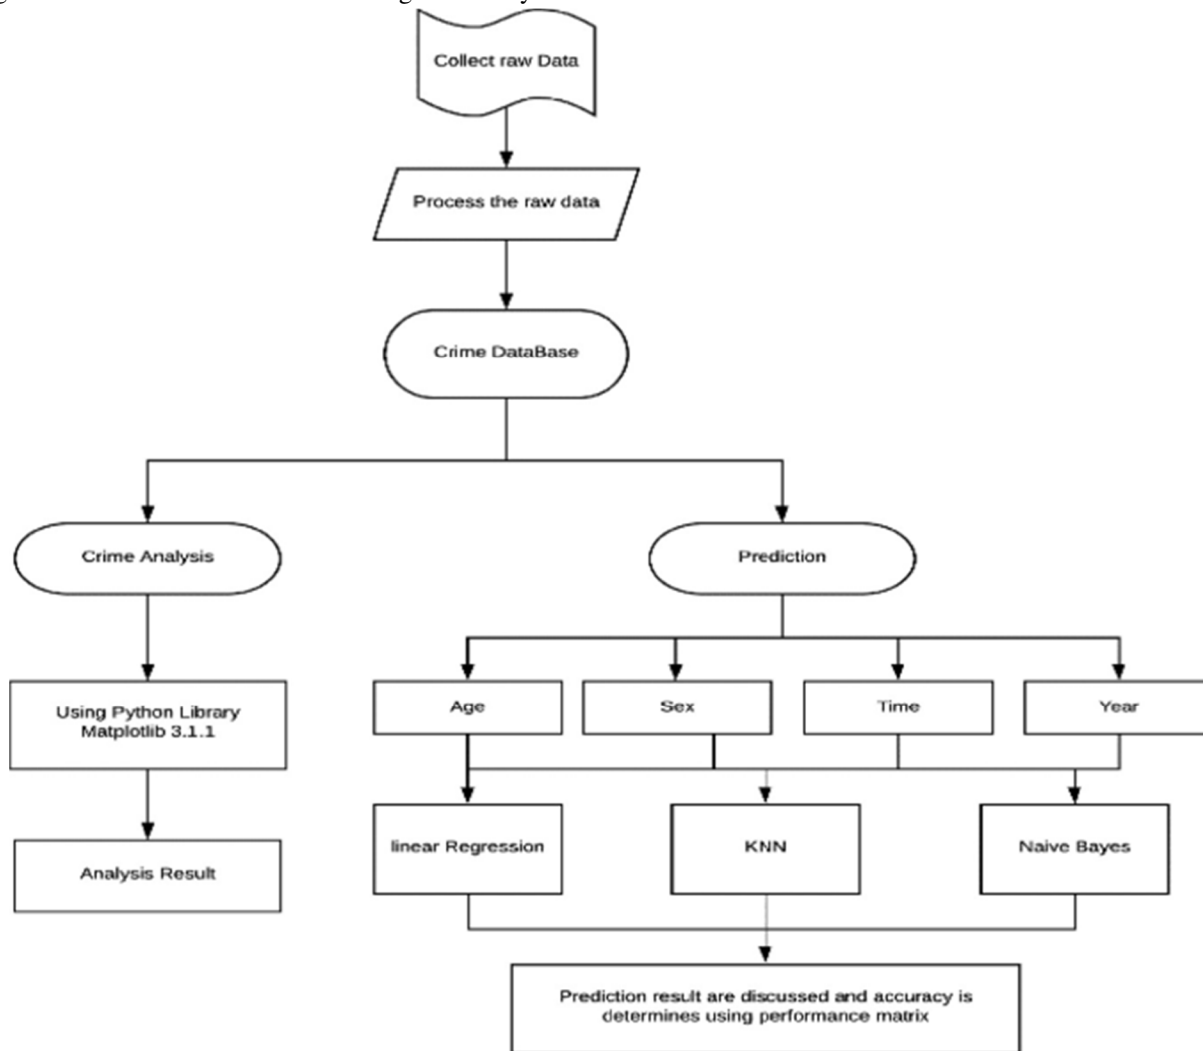 Collect raw Data
Process the raw data
Crime DataBase
Crime Analysis
Prediction
Using Python Library
Matplotlib 3.1.1
Age
Sex
Time
Year
linear Regression
KNN
Naive Bayes
Analysis Result
Prediction result are discussed and accuracy is
determines using performance matrix